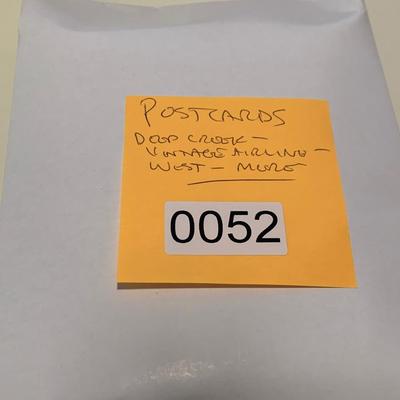 POSTCARDS
DEEP CREEK -
VINTAGE AIRLINE -
WEST - MORE
0052